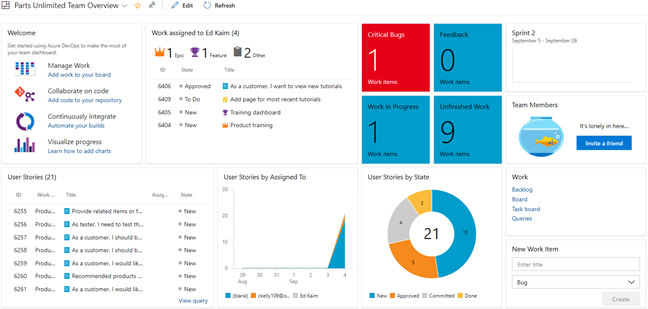 Parts Unlimited Team Overview
Edit
Refresh
Welcome
Get started using Azure DevOps to make the most of
your team dashboard.
Manage Work
Add work to your board
Collaborate on code
Add code to your repository
Continuously integrate
Automate your builds
Visualize progress
Learn how to add charts
Work assigned to Ed Kaim (4)
1 Epic
1 Feature
2 Other
ID State Title
6406 Approved As a customer, I want to view new tutorials
6409 To Do Add page for most recent tutorials
6405 New Training dashboard
6404 New Product training
Critical Bugs
1
Work items
Feedback
0
Work items
Work in Progress
1
Work items
Unfinished Work
9
Work items
Sprint 2
September 5 - September 26
Team Members
It's lonely in here...
Invite a friend
User Stories (21)
ID Work ... Title Assig... State
6255 Produ... Provide related items or f... New
6256 Produ... As tester, I need to test th... New
6257 Produ... As a customer, I should b... New
6258 Produ... As a customer, I should b... New
6259 Produ... As a customer, I would lik... New
6260 Produ... Recommended products ... New
6261 Produ... As a customer, I would lik... New
View query
User Stories by Assigned To
30
20
10
0
29 30 31 1 2 3 4
Aug Sep
(blank) ckelly109@o... Ed Kaim
User Stories by State
2
4
5
10
21
New Approved Committed Done
Work
Backlog
Board
Task board
Queries
New Work Item
Enter title
Bug
Create